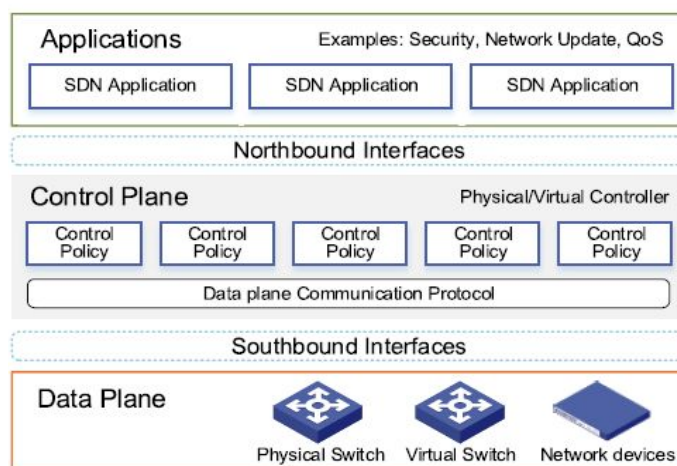 Applications
Examples: Security, Network Update, QoS
SDN Application
SDN Application
SDN Application
Northbound Interfaces
Control Plane
Physical/Virtual Controller
Control
Policy
Control
Policy
Control
Policy
Control
Policy
Control
Policy
Data plane Communication Protocol
Southbound Interfaces
Data Plane
Physical Switch
Virtual Switch
Network devices